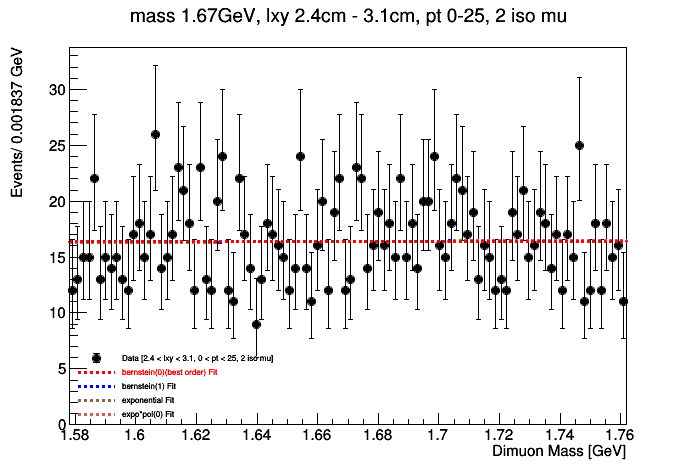 mass 1.67GeV, lxy 2.4cm - 3.1cm, pt 0-25, 2 iso mu
Events/ 0.001837 GeV
30
25
20
15
10
5
0
Data [2.4 < lxy < 3.1, 0 < pt < 25, 2 iso mu]
bernstein(0)(best order) Fit
bernstein(1) Fit
exponential Fit
expo*pol(0) Fit
1.58 1.6 1.62 1.64 1.66 1.68 1.7 1.72 1.74 1.76
Dimuon Mass [GeV]